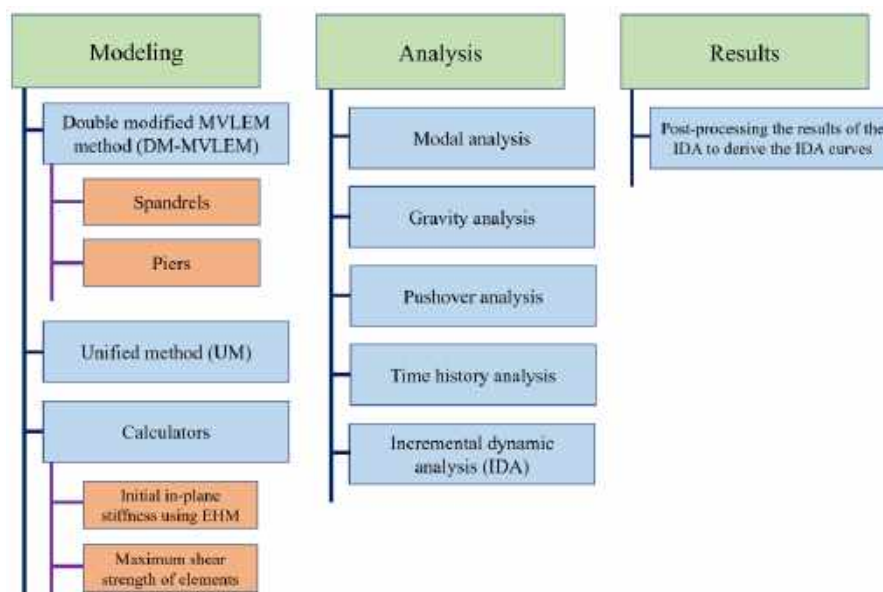 Modeling
Double modified MVLEM
method (DM-MVLEM)
Spandrels
Piers
Unified method (UM)
Calculators
Initial in-plane
stiffness using EHM
Maximum shear
strength of elements
Analysis
Modal analysis
Gravity analysis
Pushover analysis
Time history analysis
Incremental dynamic
analysis (IDA)
Results
Post-processing the results of the
IDA to derive the IDA curves